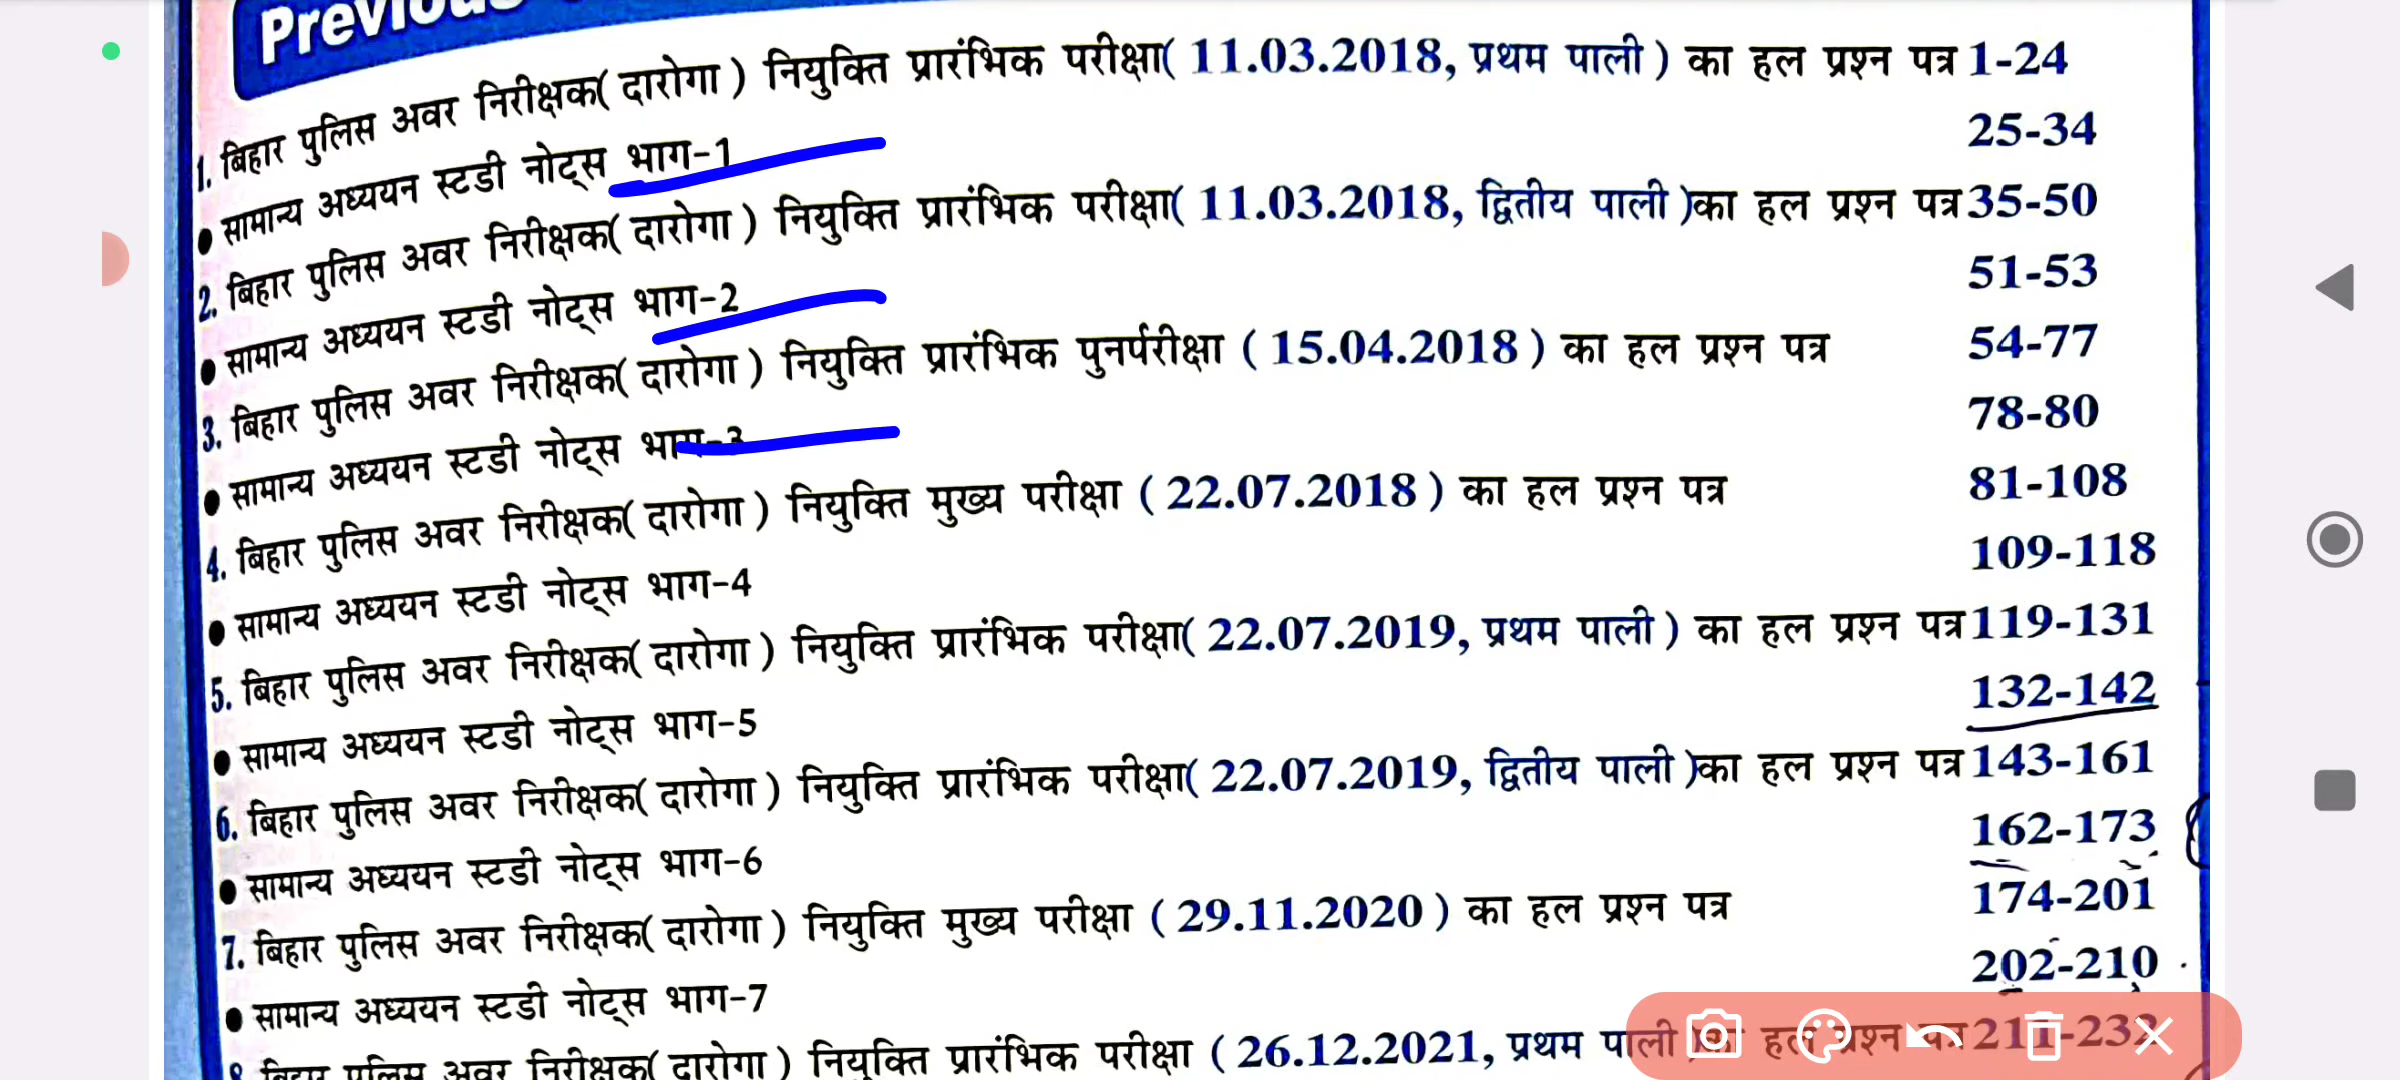 Previous
1. बिहार पुलिस अवर निरीक्षक( दारोगा ) नियुक्ति प्रारंभिक परीक्षा( 11.03.2018, प्रथम पाली ) का हल प्रश्न पत्र 1-24
● सामान्य अध्ययन स्टडी नोट्स भाग-1 25-34
2. बिहार पुलिस अवर निरीक्षक( दारोगा ) नियुक्ति प्रारंभिक परीक्षा( 11.03.2018, द्वितीय पाली )का हल प्रश्न पत्र 35-50
● सामान्य अध्ययन स्टडी नोट्स भाग-2 51-53
3. बिहार पुलिस अवर निरीक्षक( दारोगा ) नियुक्ति प्रारंभिक पुनर्परीक्षा ( 15.04.2018 ) का हल प्रश्न पत्र 54-77
● सामान्य अध्ययन स्टडी नोट्स भाग-3 78-80
4. बिहार पुलिस अवर निरीक्षक( दारोगा ) नियुक्ति मुख्य परीक्षा ( 22.07.2018 ) का हल प्रश्न पत्र 81-108
● सामान्य अध्ययन स्टडी नोट्स भाग-4 109-118
5. बिहार पुलिस अवर निरीक्षक( दारोगा ) नियुक्ति प्रारंभिक परीक्षा( 22.07.2019, प्रथम पाली ) का हल प्रश्न पत्र 119-131
● सामान्य अध्ययन स्टडी नोट्स भाग-5 132-142
6. बिहार पुलिस अवर निरीक्षक( दारोगा ) नियुक्ति प्रारंभिक परीक्षा( 22.07.2019, द्वितीय पाली )का हल प्रश्न पत्र 143-161
● सामान्य अध्ययन स्टडी नोट्स भाग-6 162-173
7. बिहार पुलिस अवर निरीक्षक( दारोगा ) नियुक्ति मुख्य परीक्षा ( 29.11.2020 ) का हल प्रश्न पत्र 174-201
● सामान्य अध्ययन स्टडी नोट्स भाग-7 202-210
8. बिहार पुलिस अवर निरीक्षक( दारोगा ) नियुक्ति प्रारंभिक परीक्षा ( 26.12.2021, प्रथम पाली )का हल प्रश्न पत्र 211-232